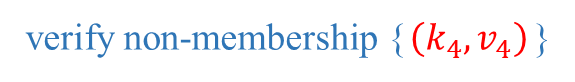 verify non-membership {(k₄, v₄)}